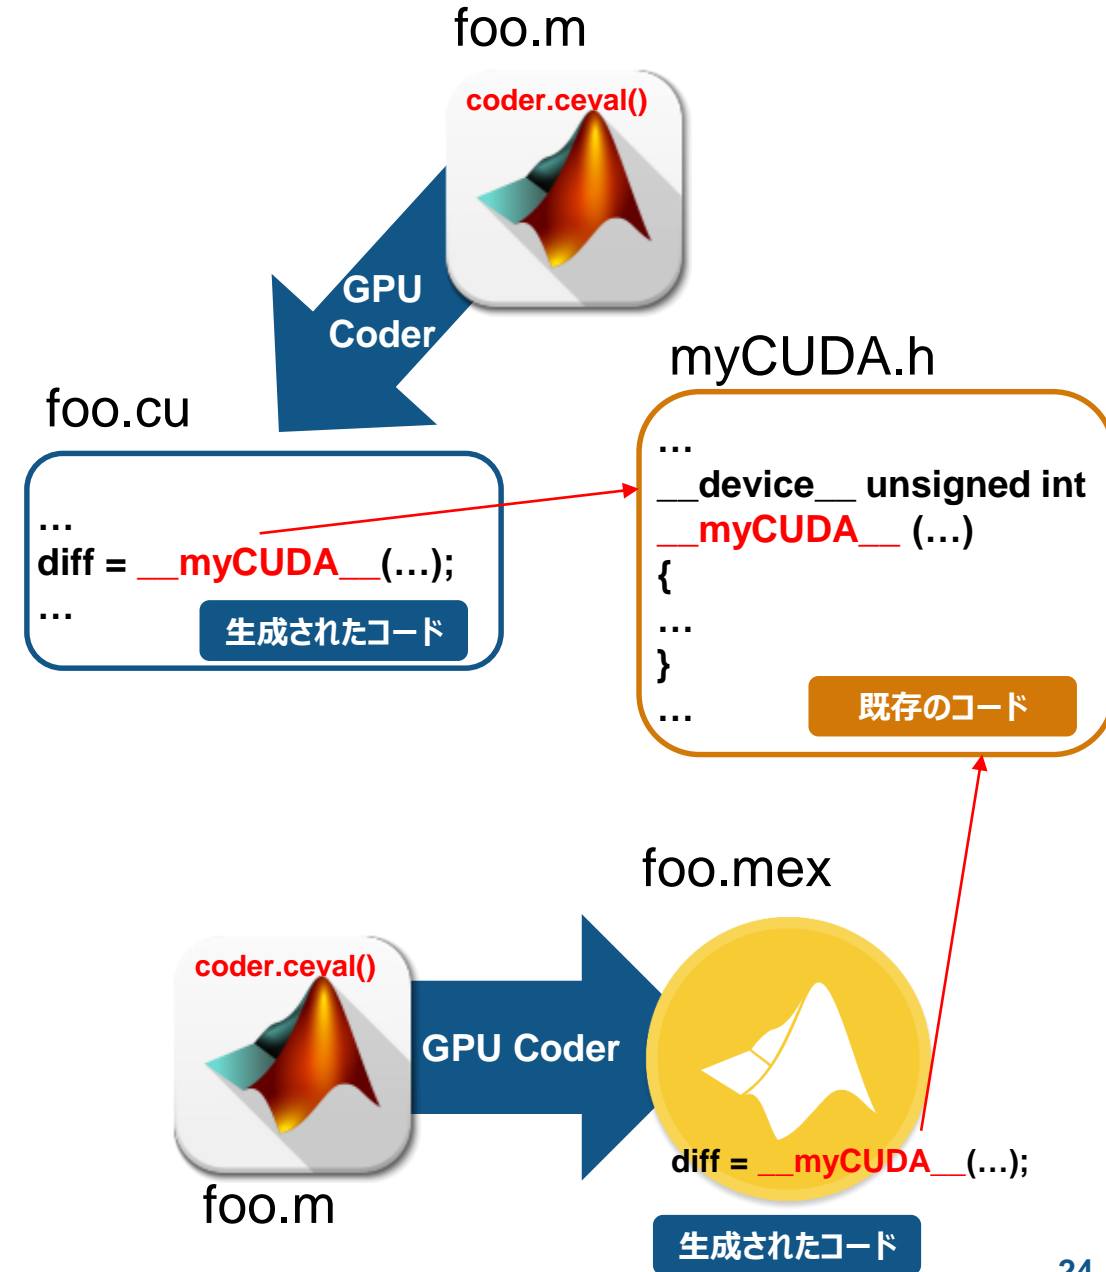 foo.m
coder.ceval()
GPU
Coder
foo.cu
…
diff = __myCUDA__(…);
…
生成されたコード
myCUDA.h
…
__device__ unsigned int
__myCUDA__ (…)
{
…
}
…
既存のコード
foo.mex
coder.ceval()
GPU Coder
diff = __myCUDA__(…);
foo.m
生成されたコード
24